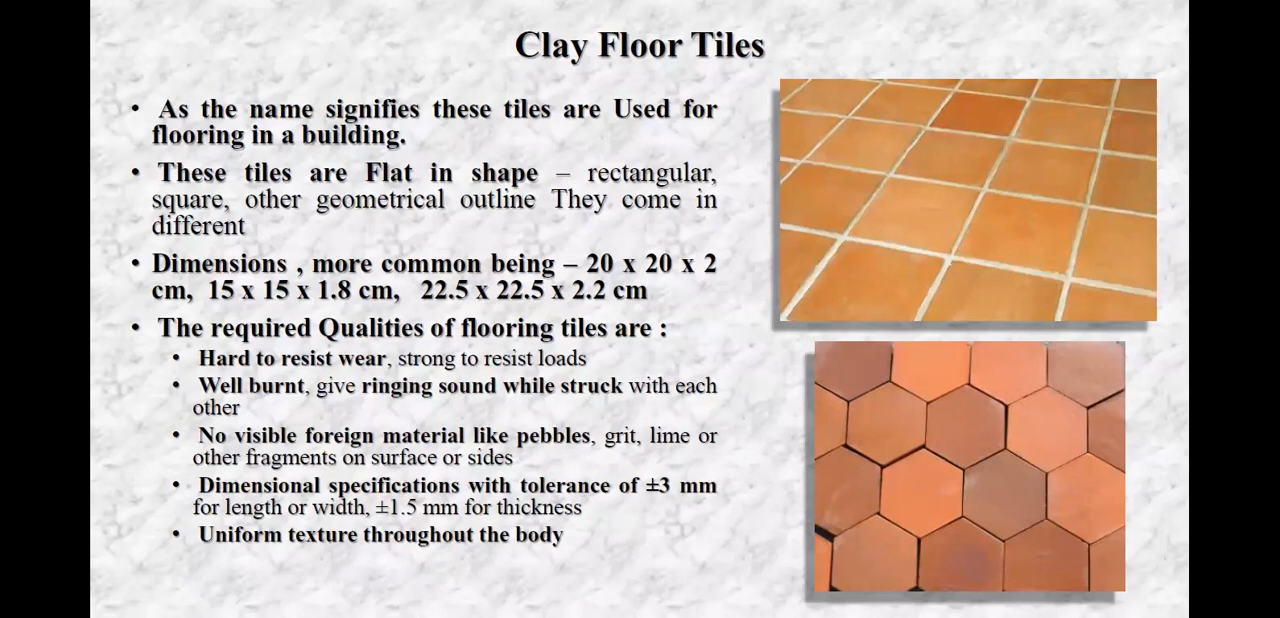 Clay Floor Tiles
• As the name signifies these tiles are Used for
flooring in a building.
• These tiles are Flat in shape – rectangular,
square, other geometrical outline They come in
different
• Dimensions , more common being – 20 x 20 x 2
cm, 15 x 15 x 1.8 cm, 22.5 x 22.5 x 2.2 cm
• The required Qualities of flooring tiles are :
• Hard to resist wear, strong to resist loads
• Well burnt, give ringing sound while struck with each
other
• No visible foreign material like pebbles, grit, lime or
other fragments on surface or sides
• Dimensional specifications with tolerance of ±3 mm
for length or width, ±1.5 mm for thickness
• Uniform texture throughout the body